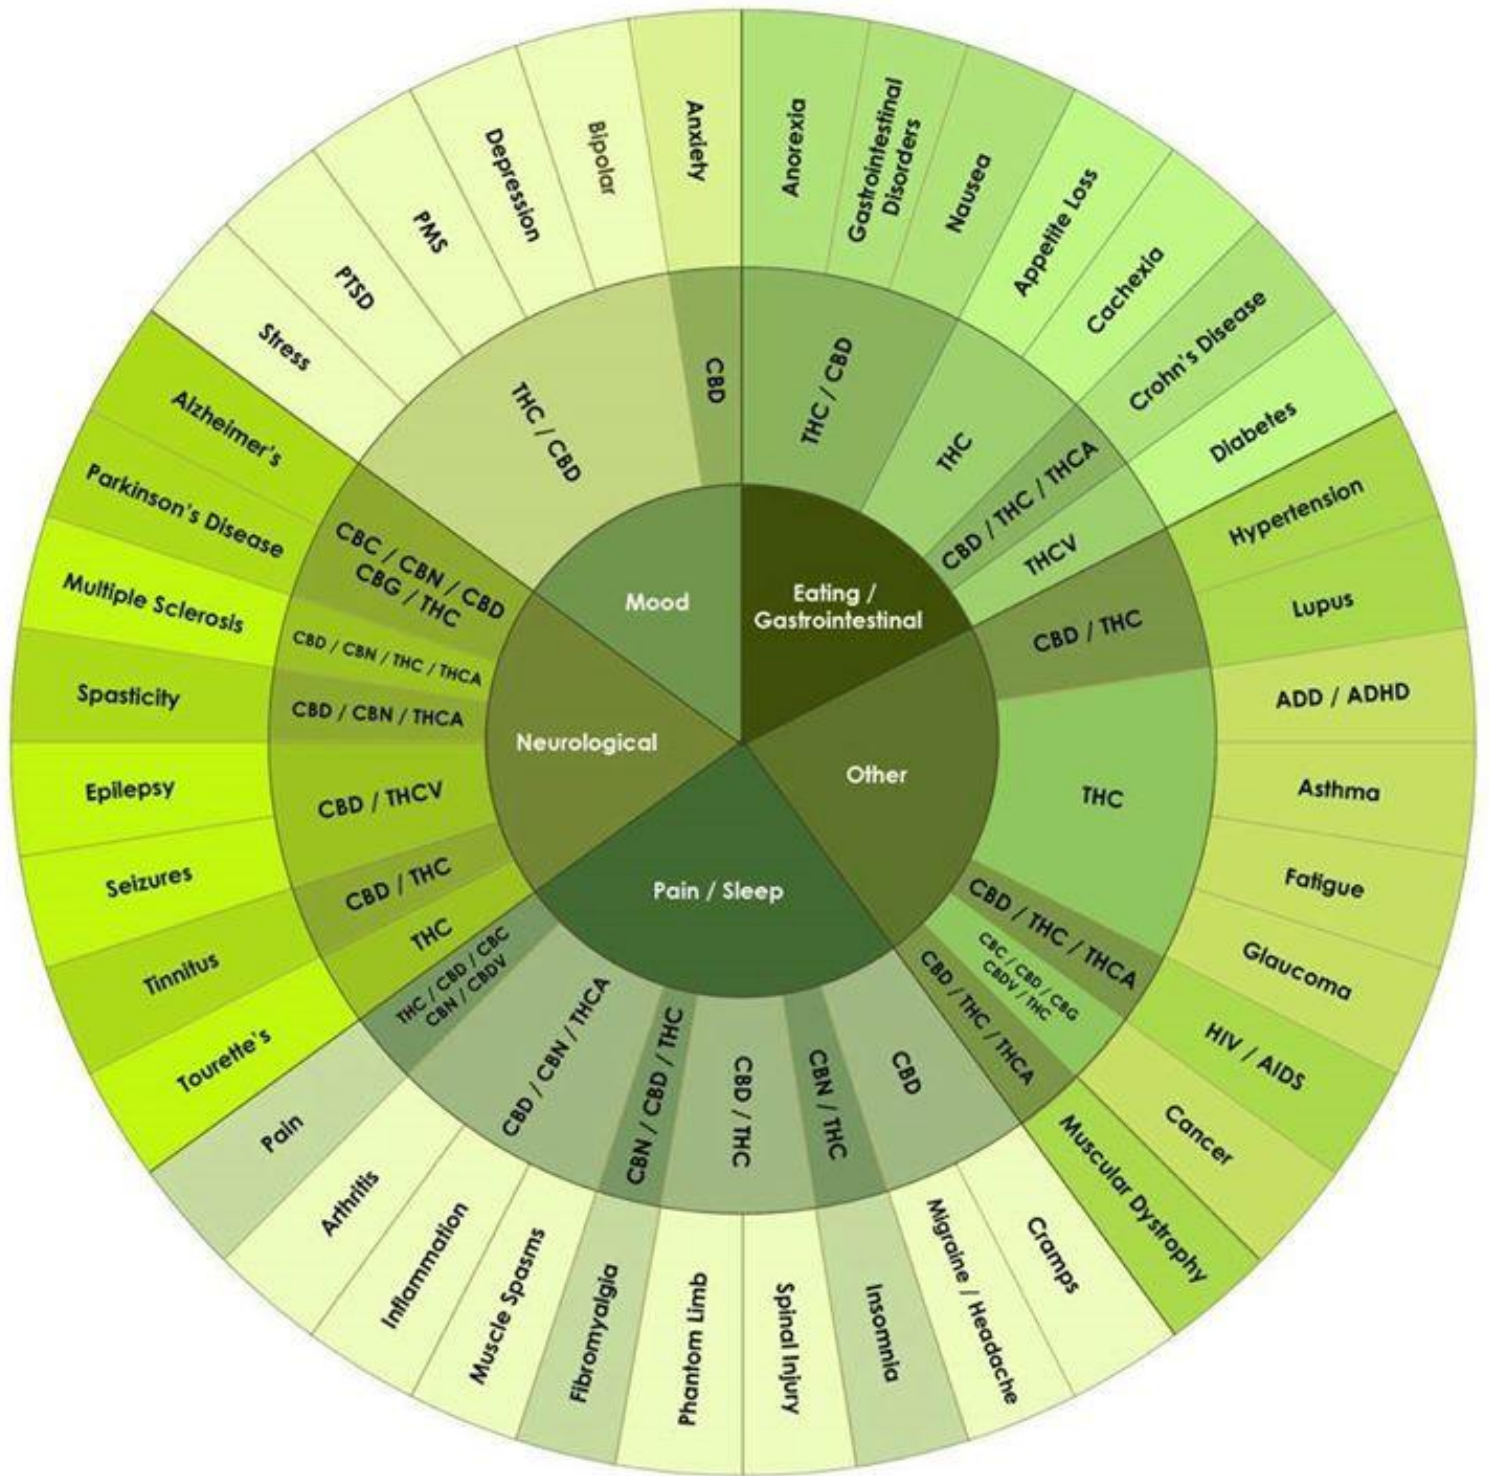 Anxiety
Bipolar
Depression
PMS
PTSD
Stress
Anorexia
Gastrointestinal
Disorders
Nausea
Appetite Loss
Cachexia
Crohn's Disease
Diabetes
Hypertension
Lupus
ADD / ADHD
Asthma
Fatigue
Glaucoma
HIV / AIDS
Cancer
Muscular Dystrophy
Cramps
Migraine / Headache
Insomnia
Spinal Injury
Phantom Limb
Fibromyalgia
Muscle Spasms
Inflammation
Arthritis
Pain
Tourette's
Tinnitus
Seizures
Epilepsy
Spasticity
Multiple Sclerosis
Parkinson's Disease
Alzheimer's
CBD
THC / CBD
THC / CBD
THC
CBD / THC / THCA
THCV
CBD / THC
THC
CBD / THC / THCA
CBC / CBD / CBG
CBDV / THC
CBD / THC / THCA
CBD
CBN / THC
CBD / THC
CBN / CBD / THC
CBD / CBN / THCA
THC / CBD / CBC
CBN / CBDV
THC
CBD / THC
CBD / THCV
CBD / CBN / THCA
CBD / CBN / THC / THCA
CBC / CBN / CBD
CBG / THC
Mood
Eating /
Gastrointestinal
Other
Pain / Sleep
Neurological